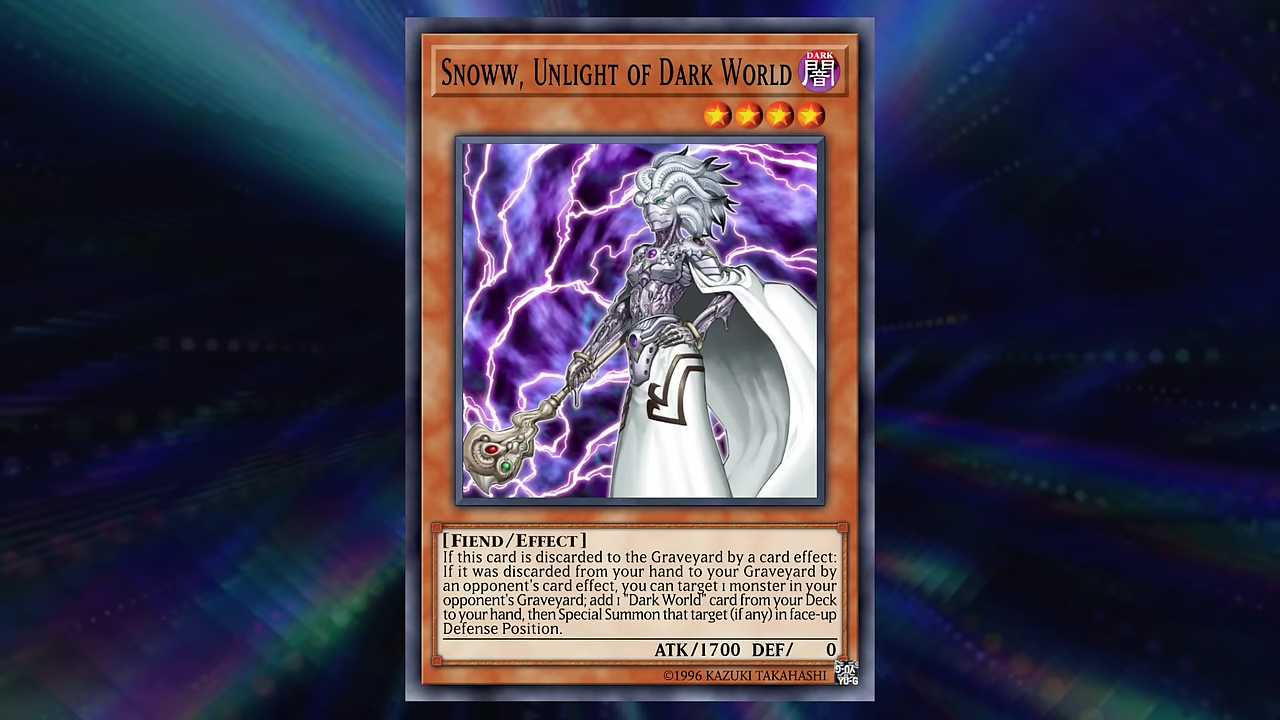 Snoww, Unlight of Dark World
DARK
闇
[Fiend/Effect]
If this card is discarded to the Graveyard by a card effect:
If it was discarded from your hand to your Graveyard by
an opponent's card effect, you can target 1 monster in your
opponent's Graveyard; add 1 "Dark World" card from your Deck
to your hand, then Special Summon that target (if any) in face-up
Defense Position.
ATK/1700 DEF/ 0
©1996 KAZUKI TAKAHASHI